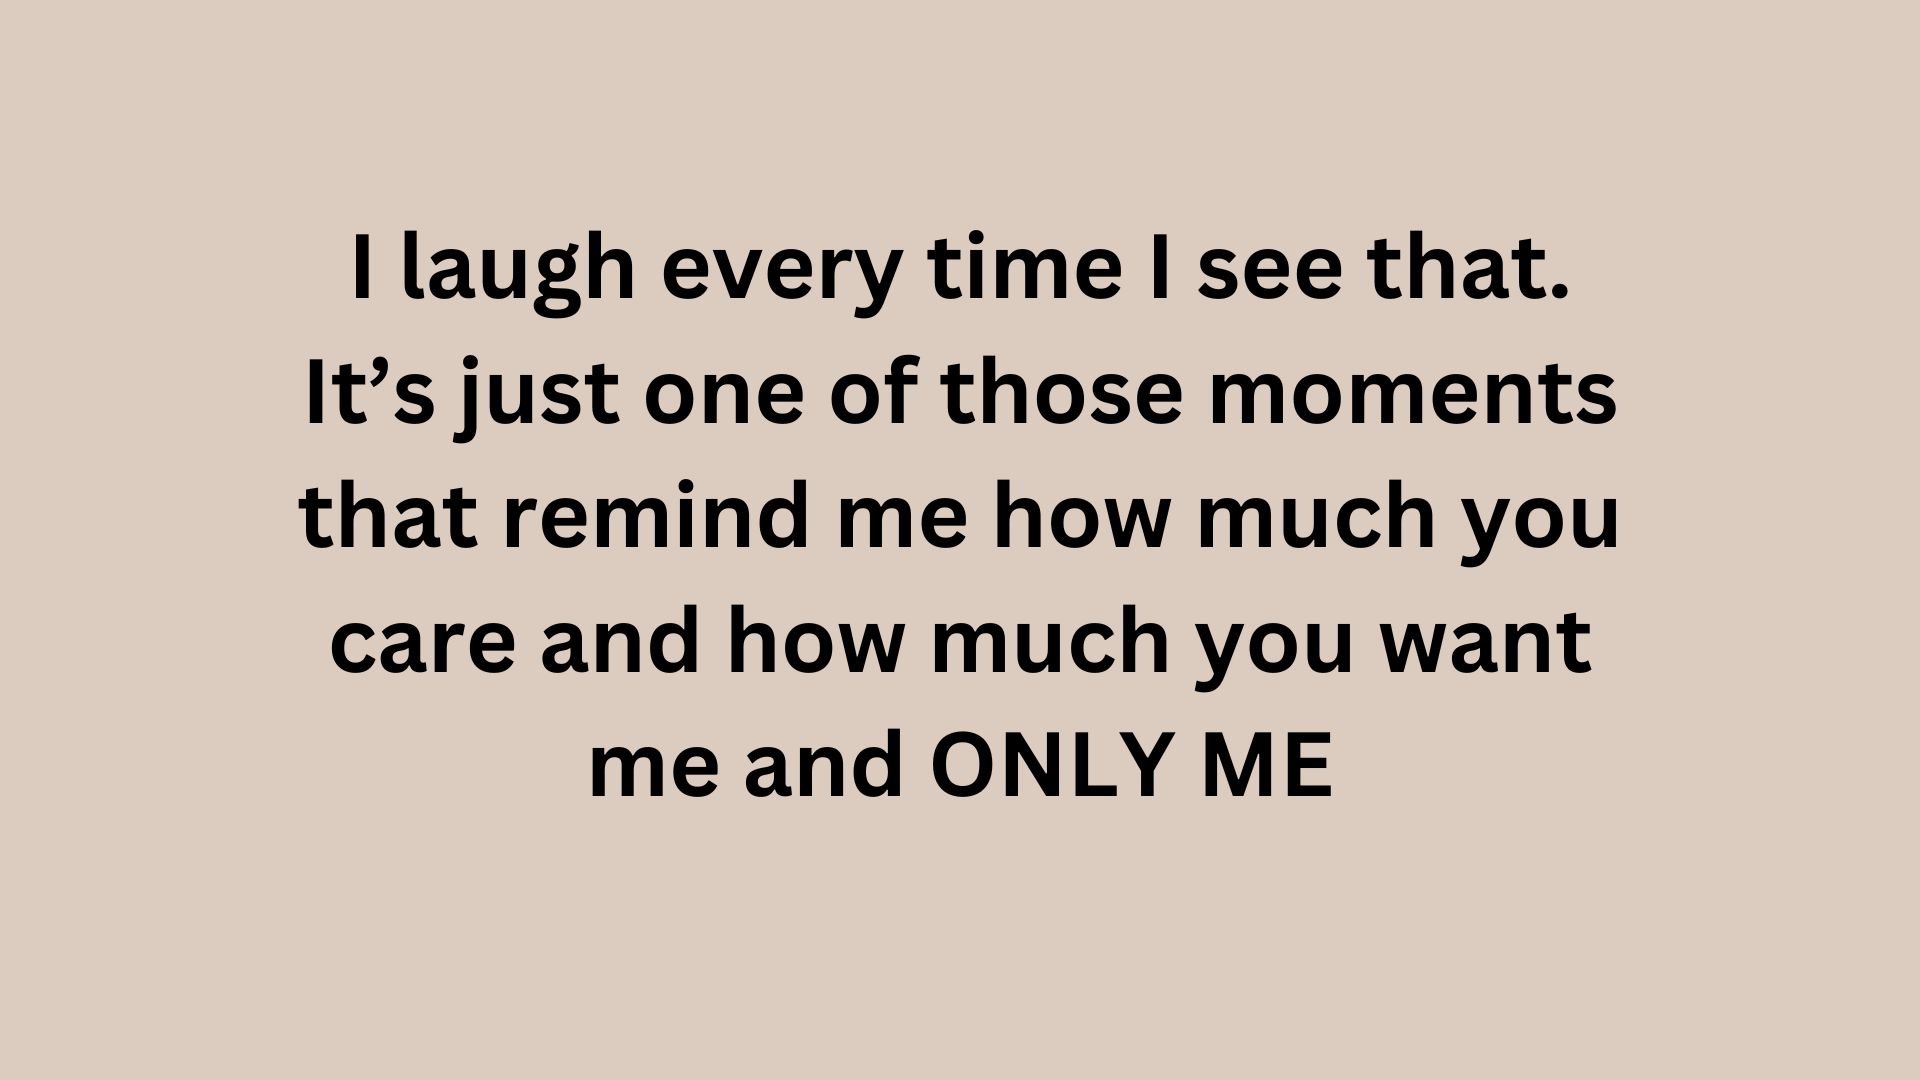 I laugh every time I see that.
It’s just one of those moments
that remind me how much you
care and how much you want
me and ONLY ME